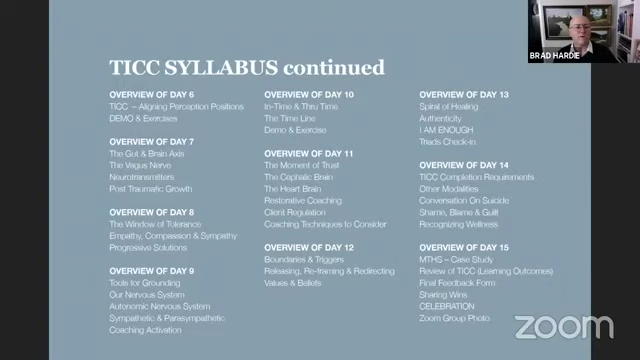 TICC SYLLABUS continued
OVERVIEW OF DAY 6
TICC – Aligning Perception Positions
DEMO & Exercises
OVERVIEW OF DAY 7
The Gut & Brain Axis
The Vagus Nerve
Neurotransmitters
Post Traumatic Growth
OVERVIEW OF DAY 8
The Window of Tolerance
Empathy, Compassion & Sympathy
Progressive Solutions
OVERVIEW OF DAY 9
Tools for Grounding
Our Nervous System
Autonomic Nervous System
Sympathetic & Parasympathetic
Coaching Activation
OVERVIEW OF DAY 10
In-Time & Thru Time
The Time Line
Demo & Exercise
OVERVIEW OF DAY 11
The Moment of Trust
The Cephalic Brain
The Heart Brain
Restorative Coaching
Client Regulation
Coaching Techniques to Consider
OVERVIEW OF DAY 12
Boundaries & Triggers
Releasing, Re-framing & Redirecting
Values & Beliefs
OVERVIEW OF DAY 13
Spiral of Healing
Authenticity
I AM ENOUGH
Triads Check-in
OVERVIEW OF DAY 14
TICC Completion Requirements
Other Modalities
Conversation On Suicide
Shame, Blame & Guilt
Recognizing Wellness
OVERVIEW OF DAY 15
MTHS – Case Study
Review of TICC (Learning Outcomes)
Final Feedback Form
Sharing Wins
CELEBRATION
Zoom Group Photo
BRAD HARDIE
zoom